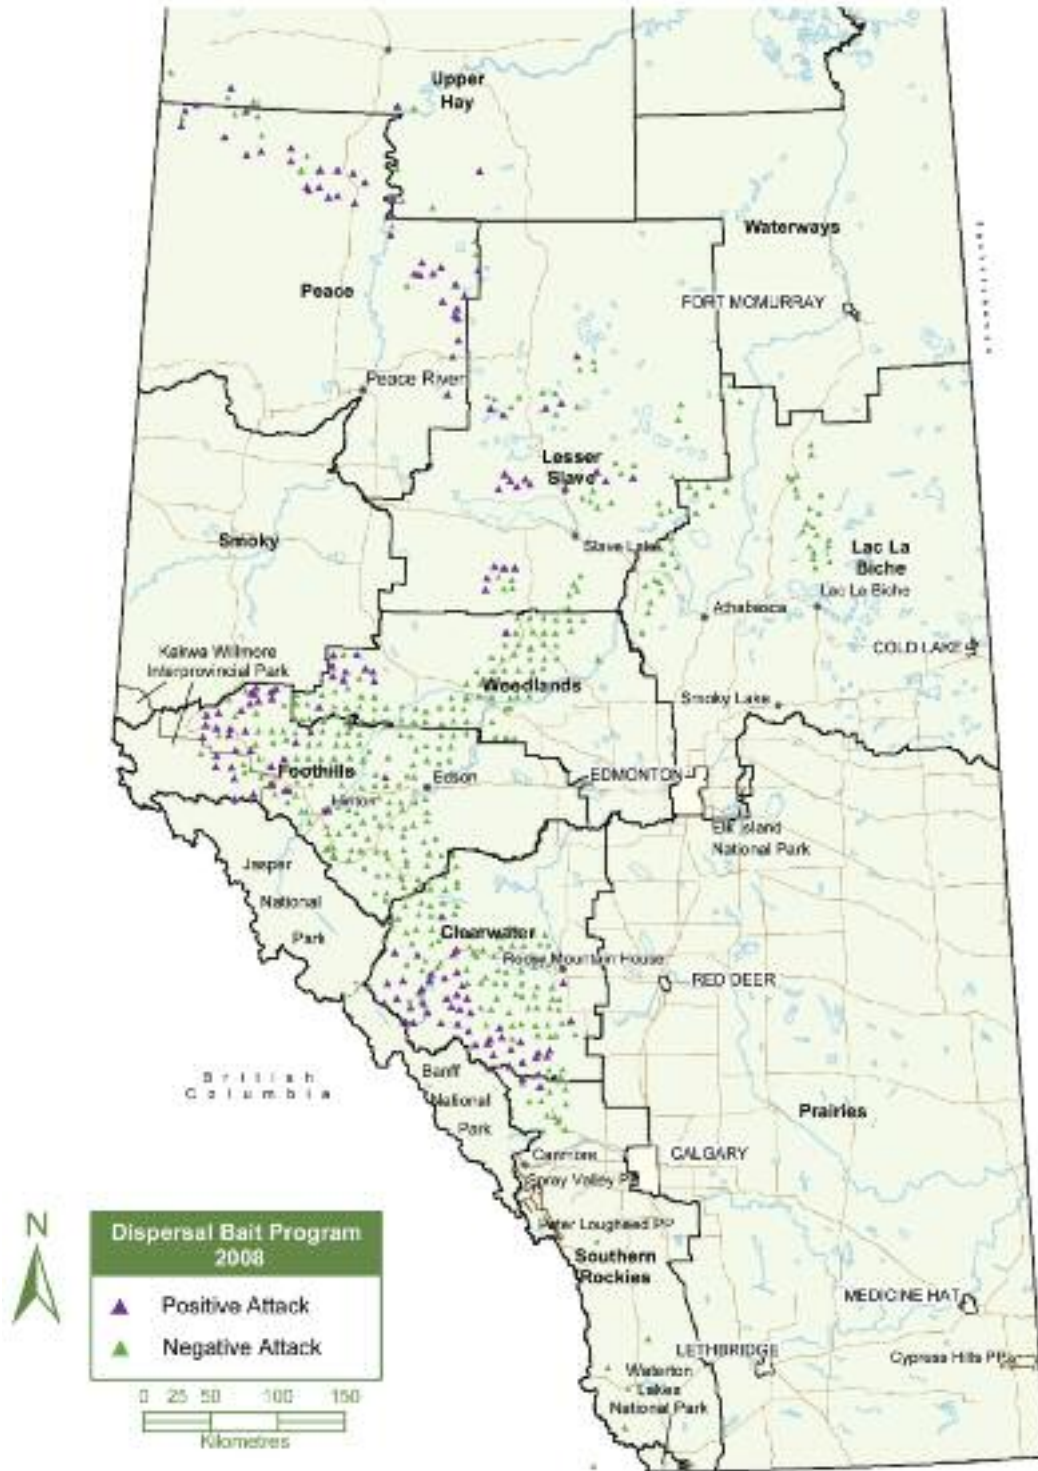 Upper
Hay
Waterways
Peace
FORT MCMURRAY
Peace River
Lesser
Slave
Smoky
Slave Lake
Lac La
Biche
Lac La Biche
Athabasca
Kakwa Willmore
Interprovincial Park
COLD LAKE
Woodlands
Smoky Lake
Foothills
Edson
EDMONTON
Hinton
Elk Island
National Park
Jasper
National
Park
Clearwater
Rocky Mountain House
RED DEER
British
Columbia
Banff
National
Park
Prairies
Canmore
CALGARY
Spray Valley PP
Peter Lougheed PP
Southern
Rockies
MEDICINE HAT
LETHBRIDGE
Cypress Hills PP
Waterton
Lakes
National Park
N
Dispersal Bait Program
2008
Positive Attack
Negative Attack
0 25 50 100 150
Kilometres